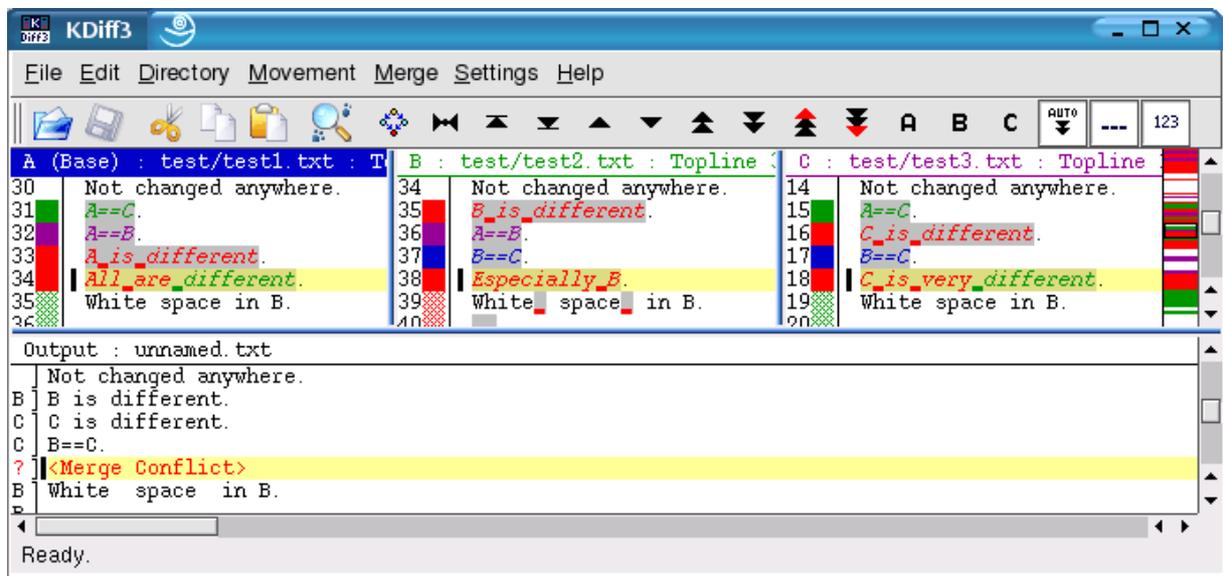 KDiff3
File Edit Directory Movement Merge Settings Help
A B C AUTO --- 123
A (Base) : test/test1.txt : T
30 Not changed anywhere.
31 A==C.
32 A==B.
33 A is different.
34 All are different.
35 White space in B.
36
B : test/test2.txt : Topline
34 Not changed anywhere.
35 B is different.
36 A==B.
37 B==C.
38 Especially B.
39 White  space  in B.
40
C : test/test3.txt : Topline
14 Not changed anywhere.
15 A==C.
16 C is different.
17 B==C.
18 C is very different.
19 White space in B.
20
Output : unnamed.txt
] Not changed anywhere.
B ] B is different.
C ] C is different.
C ] B==C.
? ] <Merge Conflict>
B ] White  space  in B.
B
Ready.